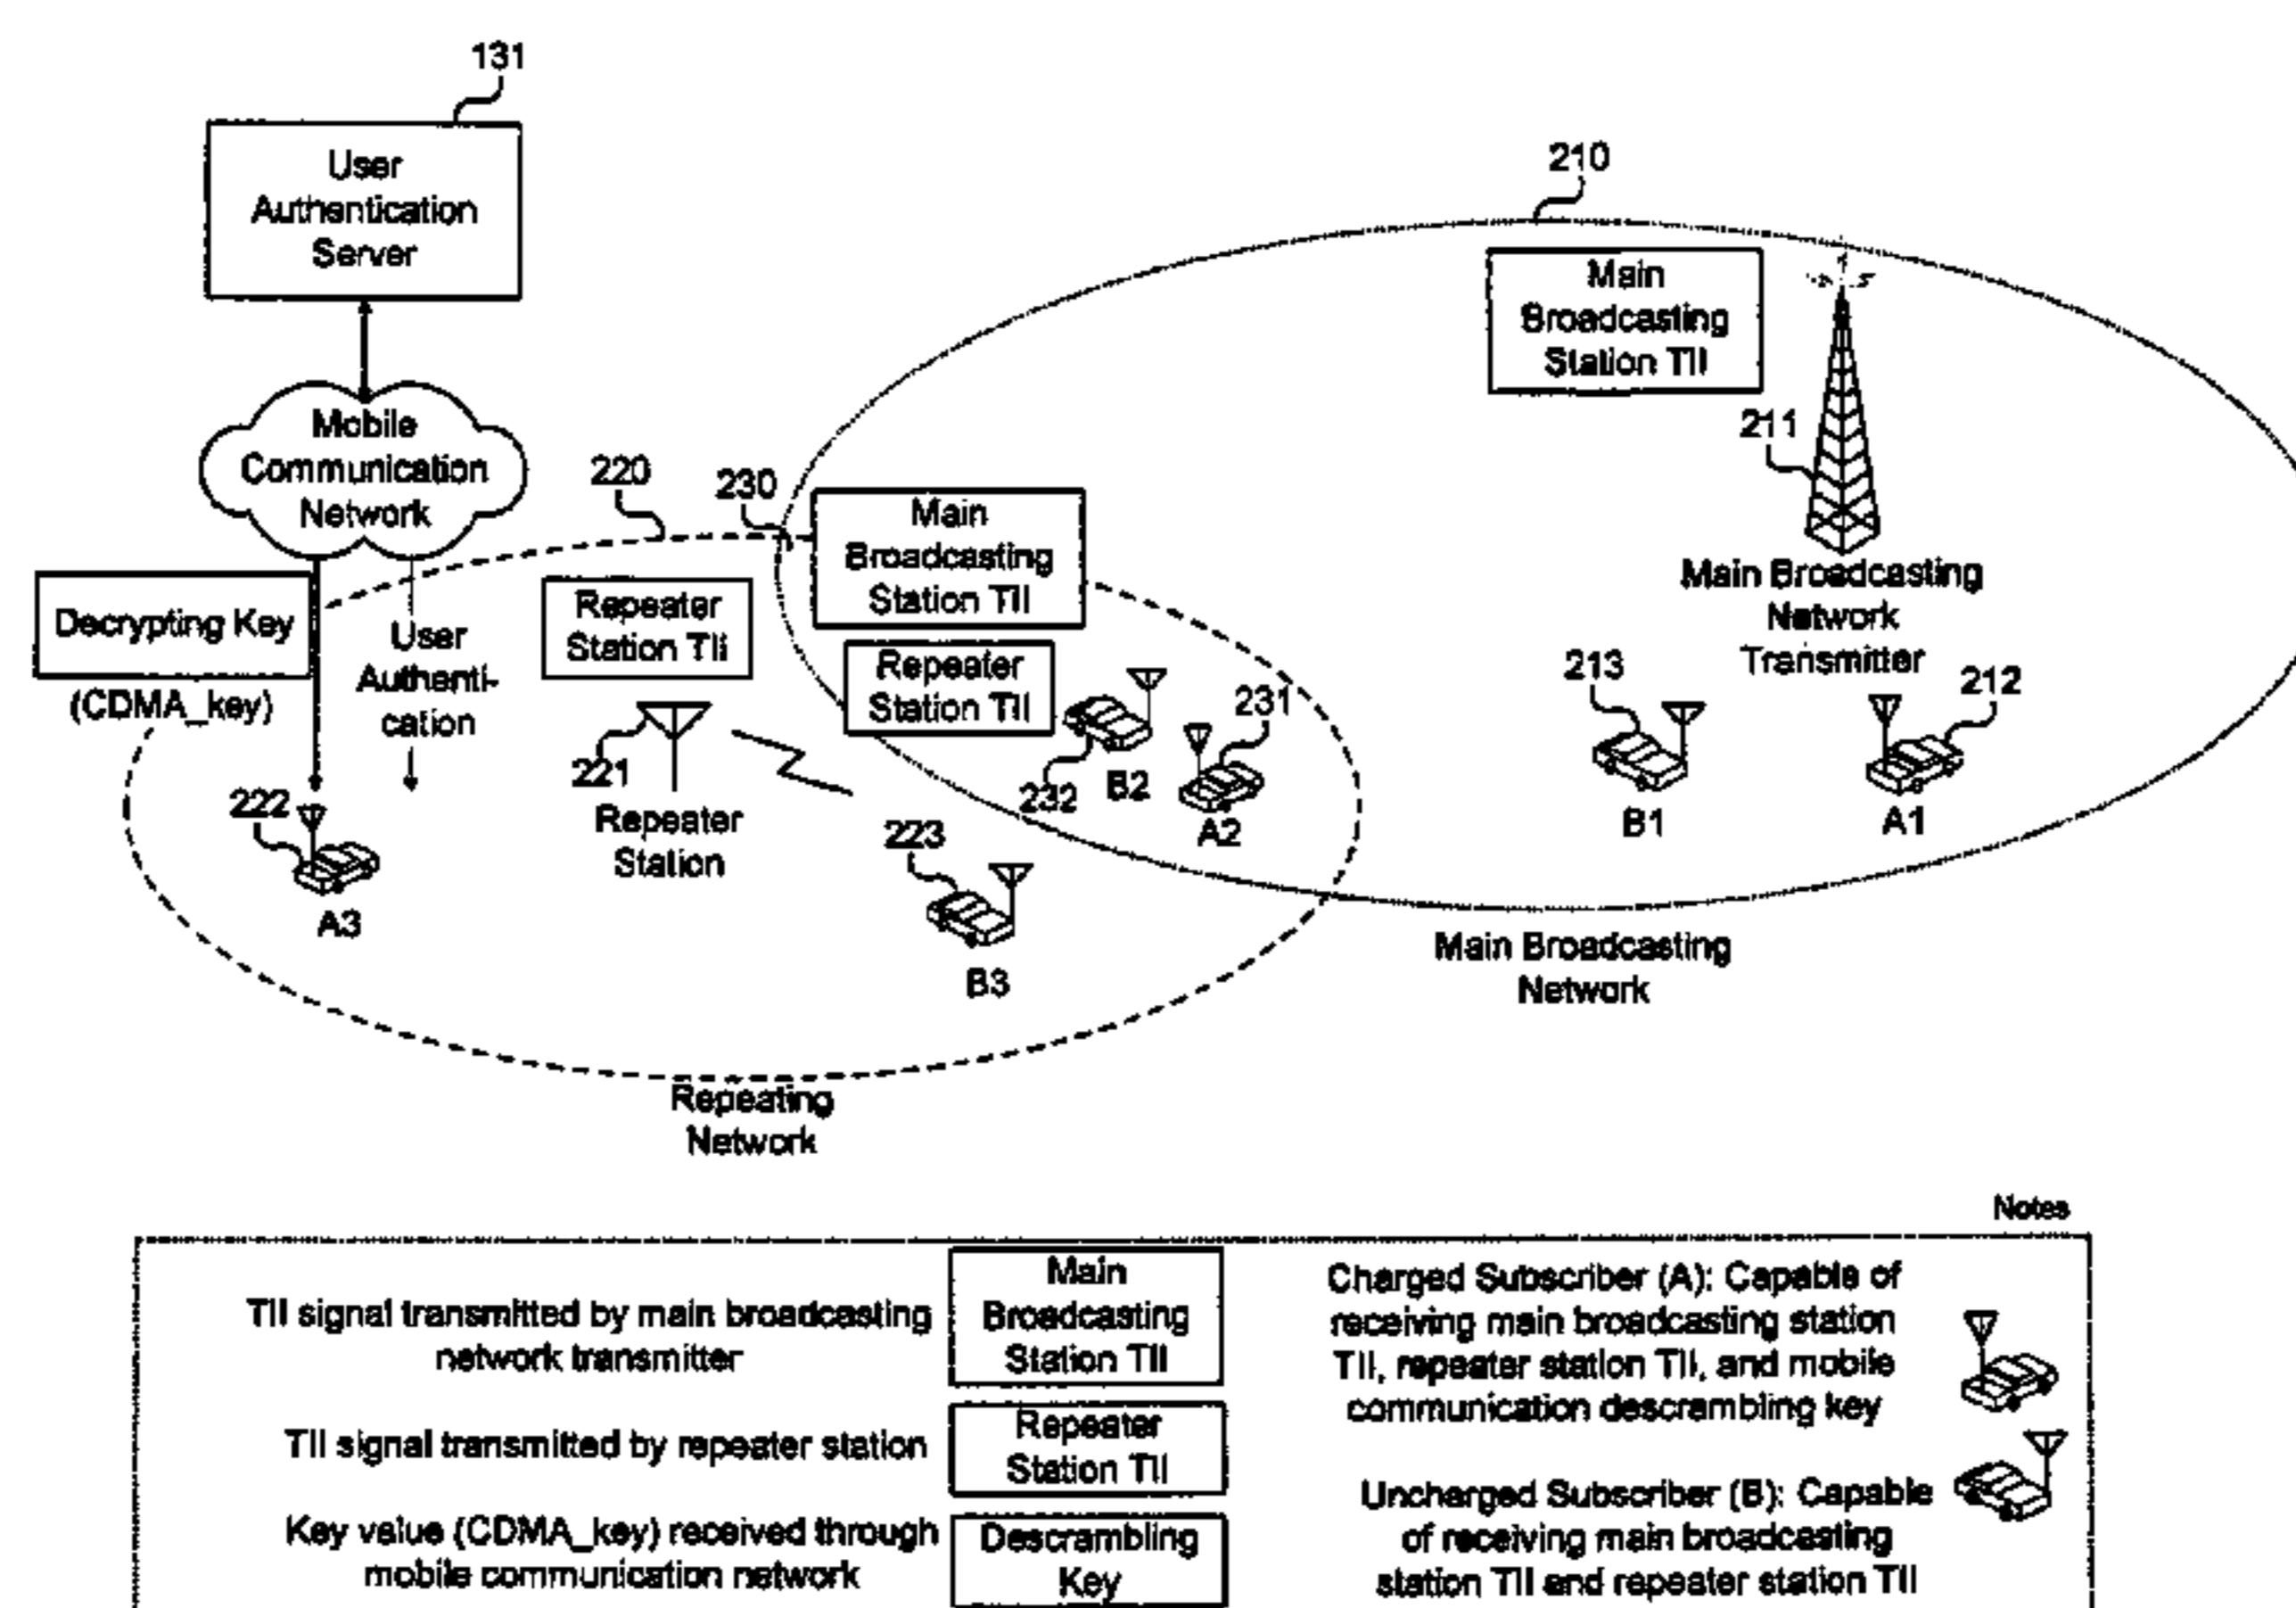 131
User
Authentication
Server
210
Main
Broadcasting
Station TII
211
Mobile
Communication
Network
220
230
Main
Broadcasting
Station TII
Main Broadcasting
Network
Transmitter
Decrypting Key
(CDMA_key)
User
Authenti-
cation
Repeater
Station TII
Repeater
Station TII
213
212
231
221
232
B2
A2
B1
A1
222
Repeater
Station
223
A3
B3
Main Broadcasting
Network
Repeating
Network
Notes
TII signal transmitted by main broadcasting
network transmitter
Main
Broadcasting
Station TII
Charged Subscriber (A): Capable of
receiving main broadcasting station
TII, repeater station TII, and mobile
communication descrambling key
TII signal transmitted by repeater station
Repeater
Station TII
Uncharged Subscriber (B): Capable
of receiving main broadcasting
station TII and repeater station TII
Key value (CDMA_key) received through
mobile communication network
Descrambling
Key